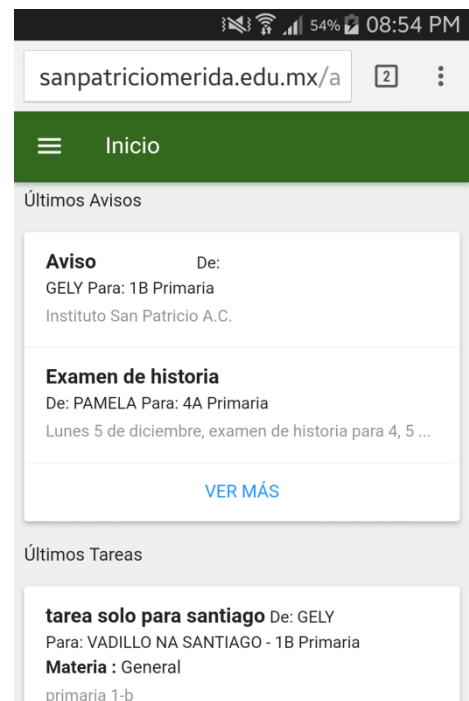 54% 08:54 PM
sanpatriciomerida.edu.mx/a 2
Inicio
Últimos Avisos
Aviso De:
GELY Para: 1B Primaria
Instituto San Patricio A.C.
Examen de historia
De: PAMELA Para: 4A Primaria
Lunes 5 de diciembre, examen de historia para 4, 5 ...
VER MÁS
Últimos Tareas
tarea solo para santiago De: GELY
Para: VADILLO NA SANTIAGO - 1B Primaria
Materia : General
primaria 1-b